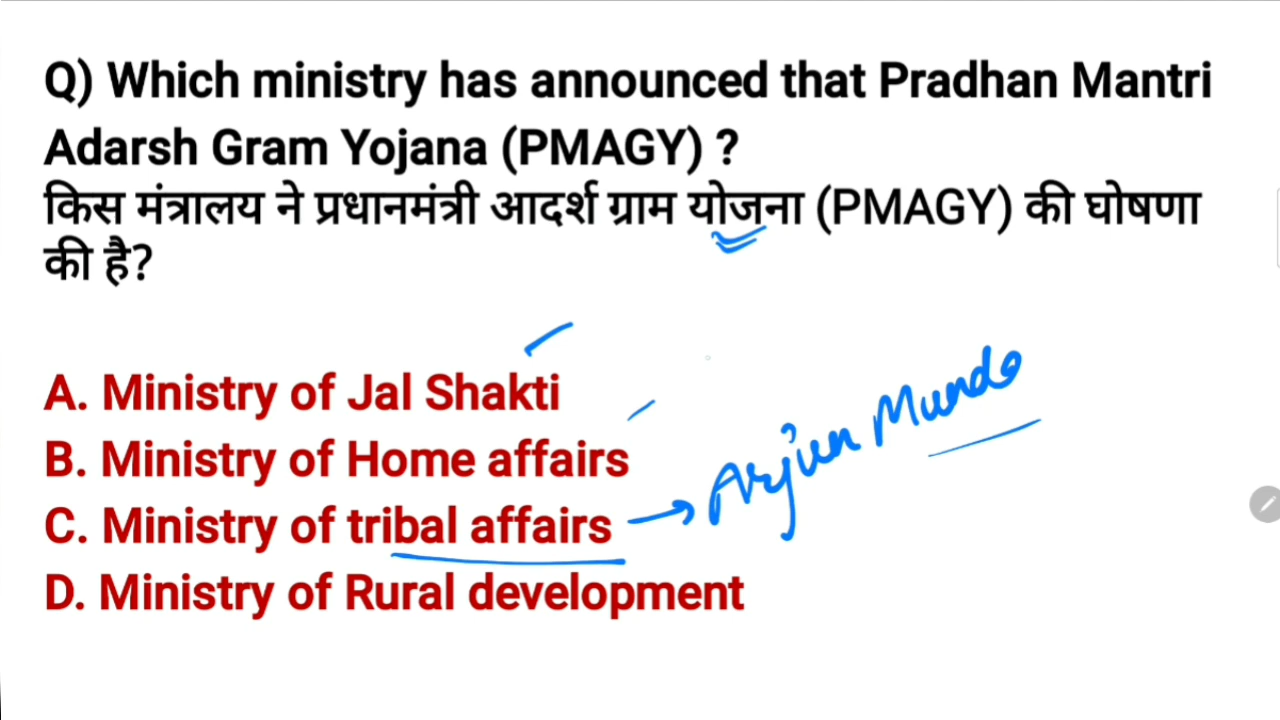 Q) Which ministry has announced that Pradhan Mantri
Adarsh Gram Yojana (PMAGY) ?
किस मंत्रालय ने प्रधानमंत्री आदर्श ग्राम योजना (PMAGY) की घोषणा
की है?
A. Ministry of Jal Shakti
B. Ministry of Home affairs
C. Ministry of tribal affairs → Arjun Munda
D. Ministry of Rural development